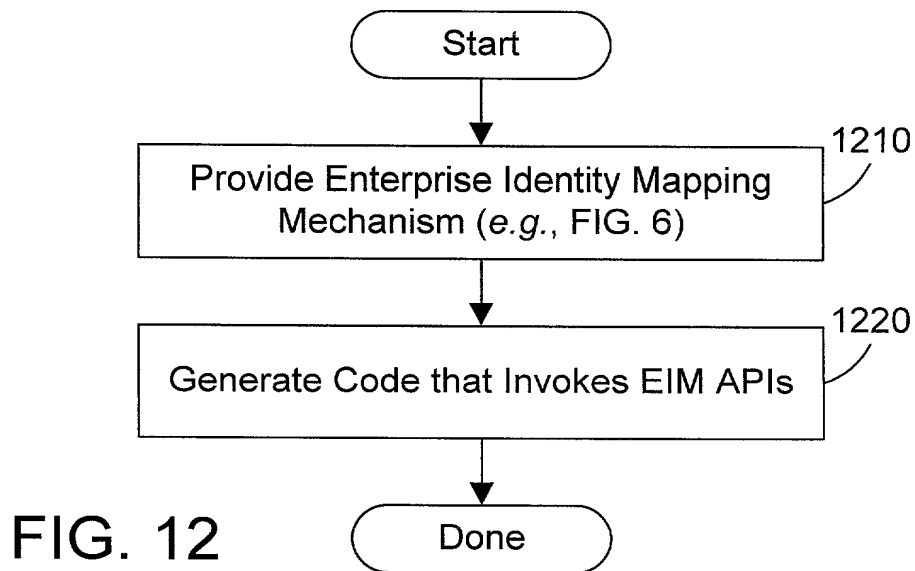 Start
1210
Provide Enterprise Identity Mapping
Mechanism (e.g., FIG. 6)
1220
Generate Code that Invokes EIM APIs
Done
FIG. 12